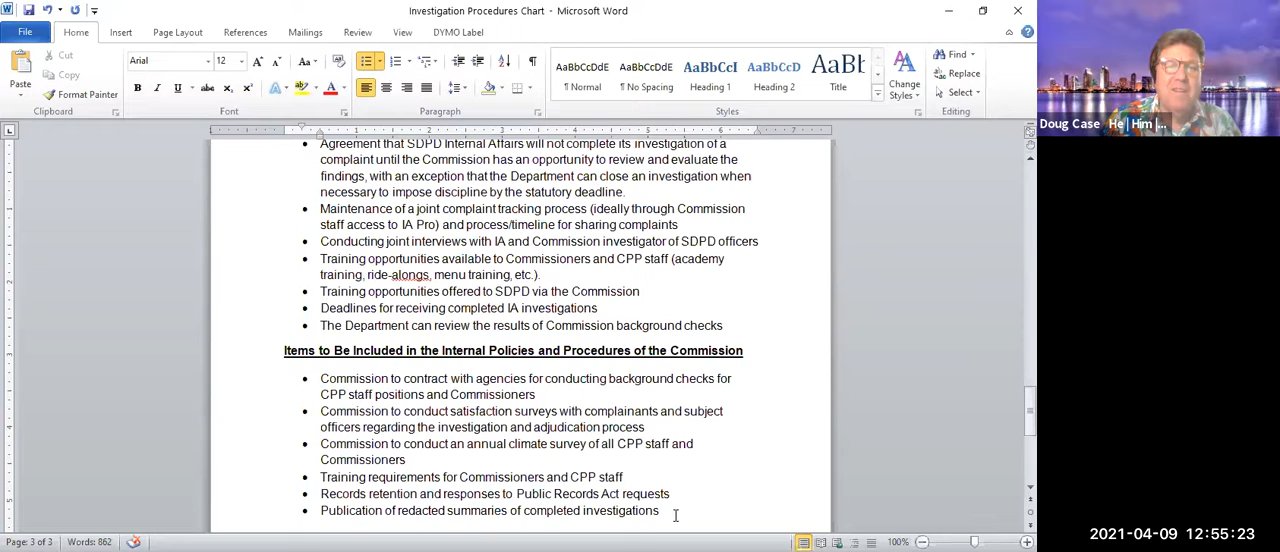 Investigation Procedures Chart - Microsoft Word
File Home Insert Page Layout References Mailings Review View DYMO Label
Paste
Cut
Copy
Format Painter
Clipboard
Arial 12
Font
Paragraph
AaBbCcDdE AaBbCcDdE AaBbCcI AaBbCcD AaBb
¶ Normal ¶ No Spacing Heading 1 Heading 2 Title
Change Styles
Styles
Find
Replace
Select
Editing
Doug Case He | Him |...
Agreement that SDPD Internal Affairs will not complete its investigation of a
complaint until the Commission has an opportunity to review and evaluate the
findings, with an exception that the Department can close an investigation when
necessary to impose discipline by the statutory deadline.
• Maintenance of a joint complaint tracking process (ideally through Commission
staff access to IA Pro) and process/timeline for sharing complaints
• Conducting joint interviews with IA and Commission investigator of SDPD officers
• Training opportunities available to Commissioners and CPP staff (academy
training, ride-alongs, menu training, etc.).
• Training opportunities offered to SDPD via the Commission
• Deadlines for receiving completed IA investigations
• The Department can review the results of Commission background checks
Items to Be Included in the Internal Policies and Procedures of the Commission
• Commission to contract with agencies for conducting background checks for
CPP staff positions and Commissioners
• Commission to conduct satisfaction surveys with complainants and subject
officers regarding the investigation and adjudication process
• Commission to conduct an annual climate survey of all CPP staff and
Commissioners
• Training requirements for Commissioners and CPP staff
• Records retention and responses to Public Records Act requests
• Publication of redacted summaries of completed investigations
Page: 3 of 3 Words: 862 100%
2021-04-09 12:55:23